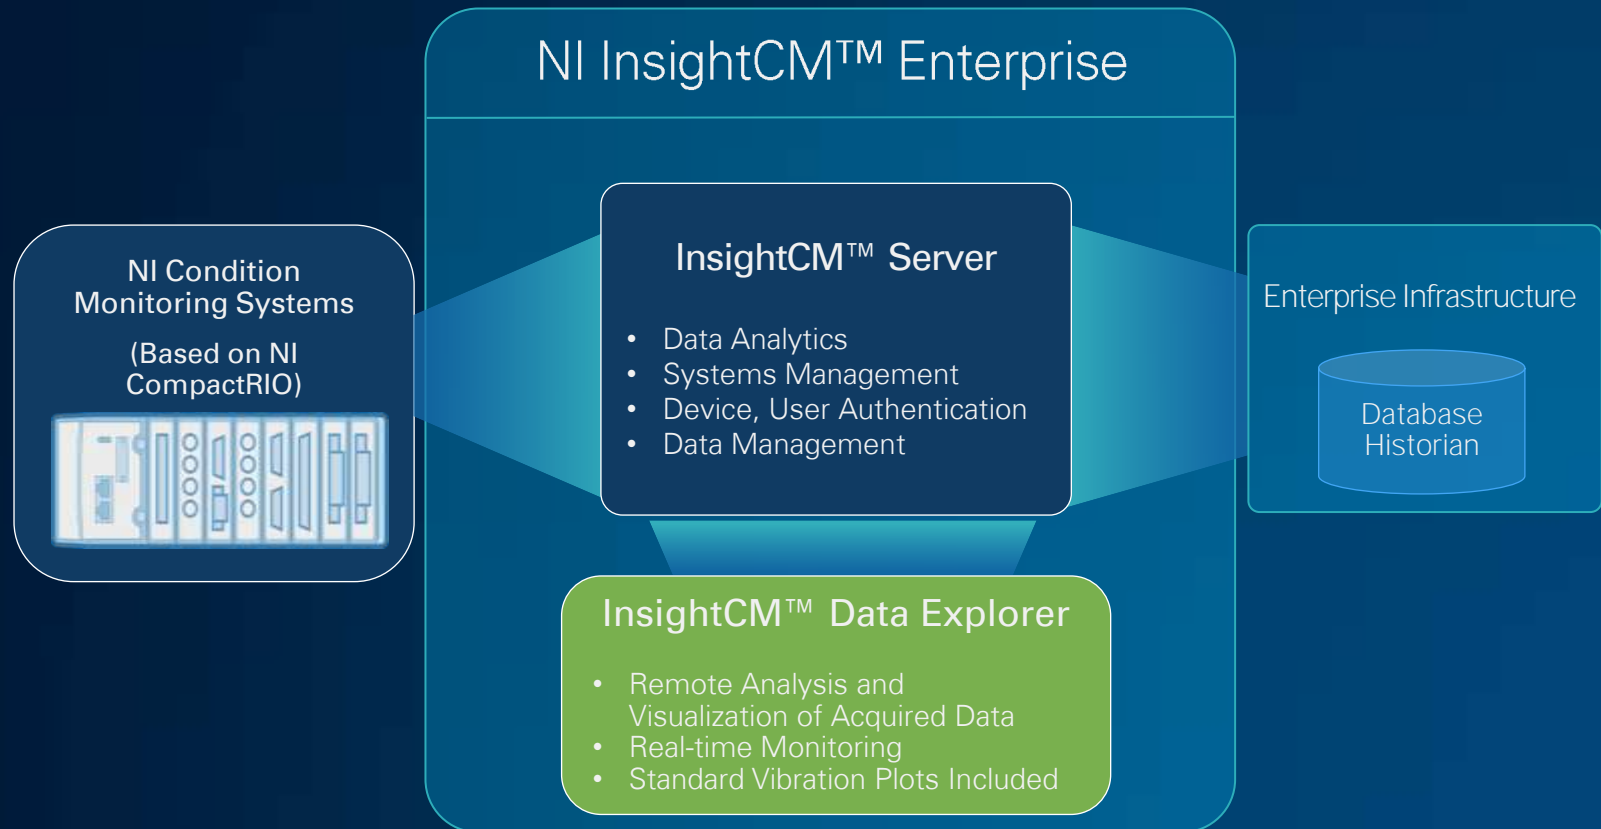 NI InsightCM™ Enterprise
NI Condition
Monitoring Systems
(Based on NI
CompactRIO)
InsightCM™ Server
• Data Analytics
• Systems Management
• Device, User Authentication
• Data Management
Enterprise Infrastructure
Database
Historian
InsightCM™ Data Explorer
• Remote Analysis and
Visualization of Acquired Data
• Real-time Monitoring
• Standard Vibration Plots Included